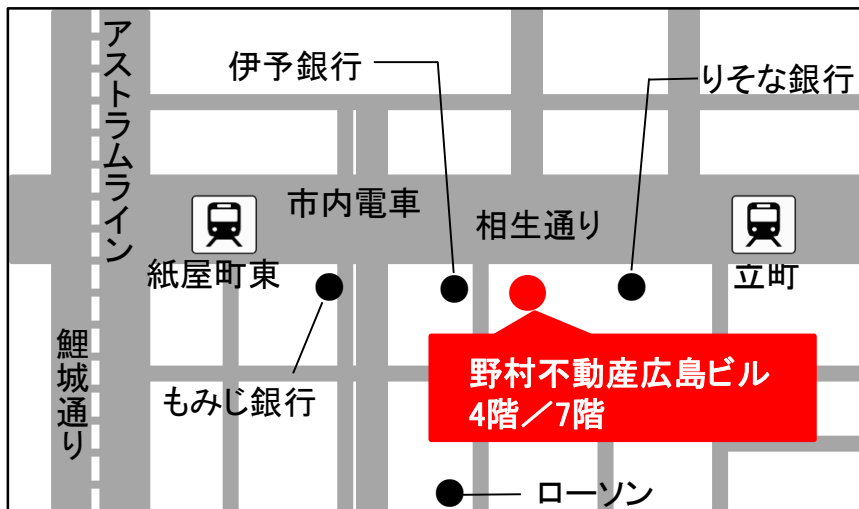 アストラムライン
伊予銀行
りそな銀行
市内電車
相生通り
紙屋町東
立町
鯉城通り
もみじ銀行
野村不動産広島ビル
4階／7階
ローソン